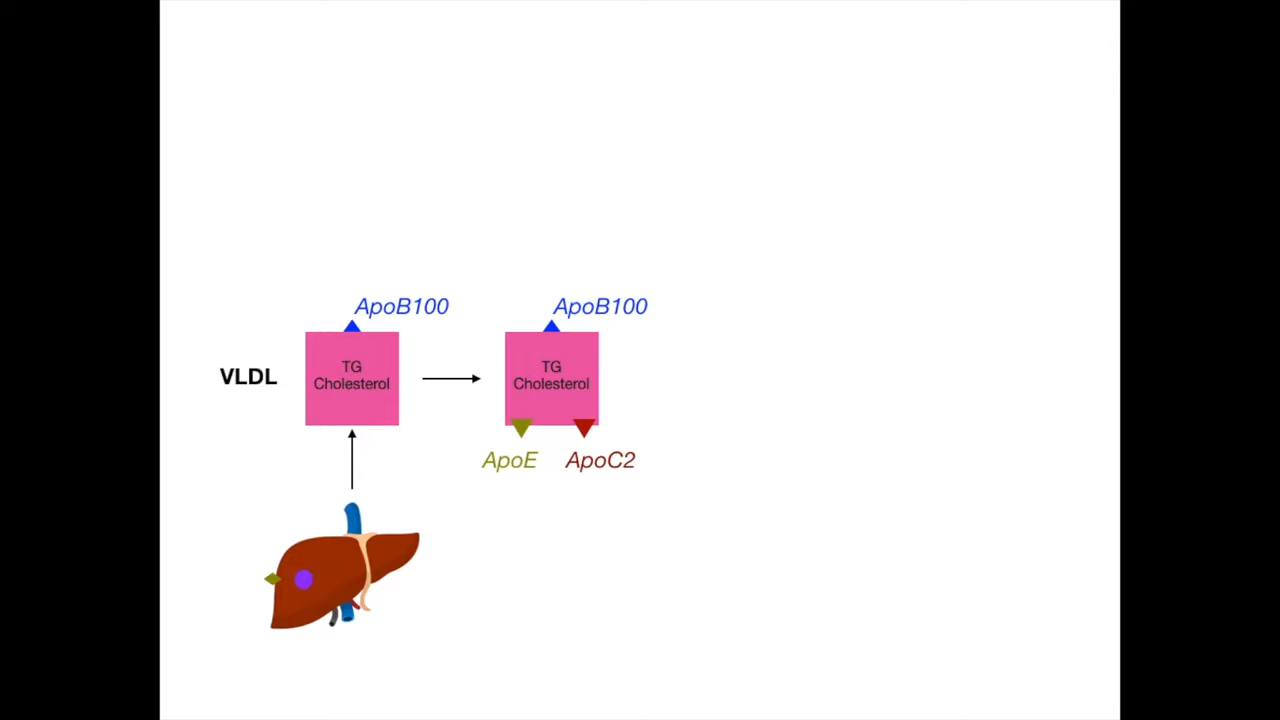 ApoB100
ApoB100
VLDL
TG
Cholesterol
TG
Cholesterol
ApoE
ApoC2